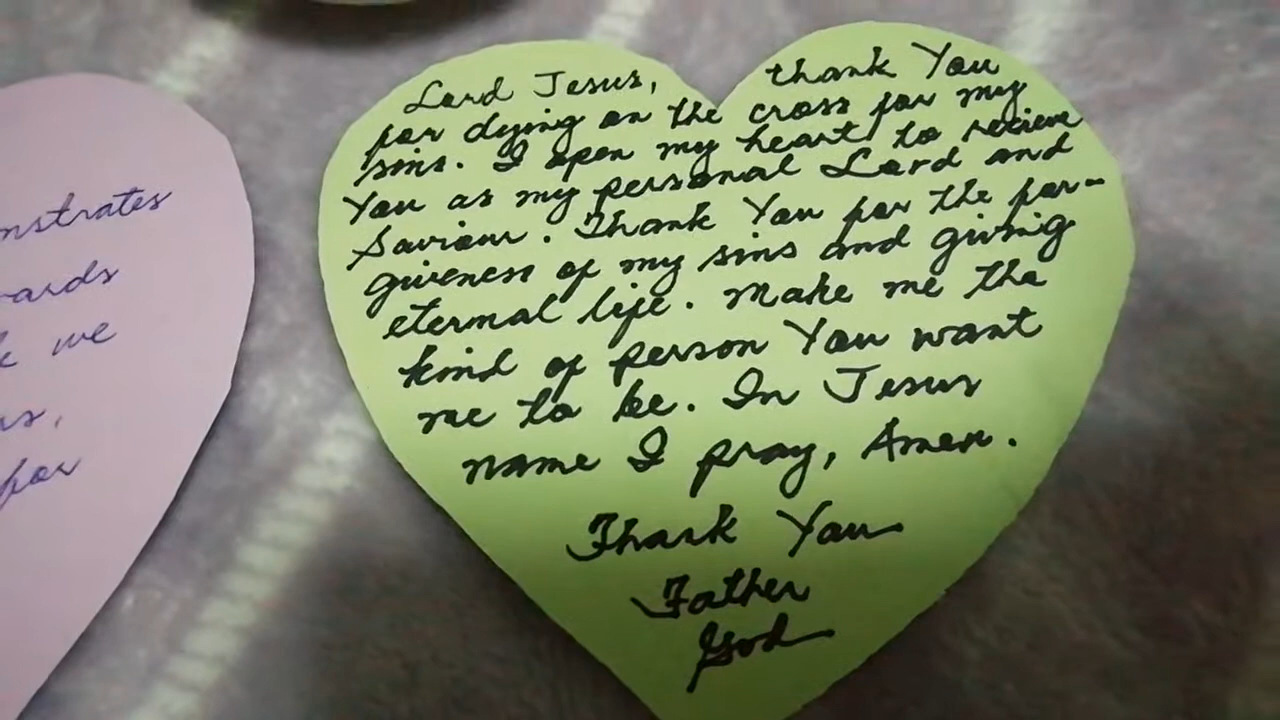 nstrates
ards
we
for
Lord Jesus, thank You
for dying on the cross for my
sins. I open my heart to recieve
You as my personal Lord and
Saviour. Thank You for the for-
giveness of my sins and giving
eternal life. Make me the
kind of person You want
me to be. In Jesus
name I pray, Amen.
Thank You
Father
God